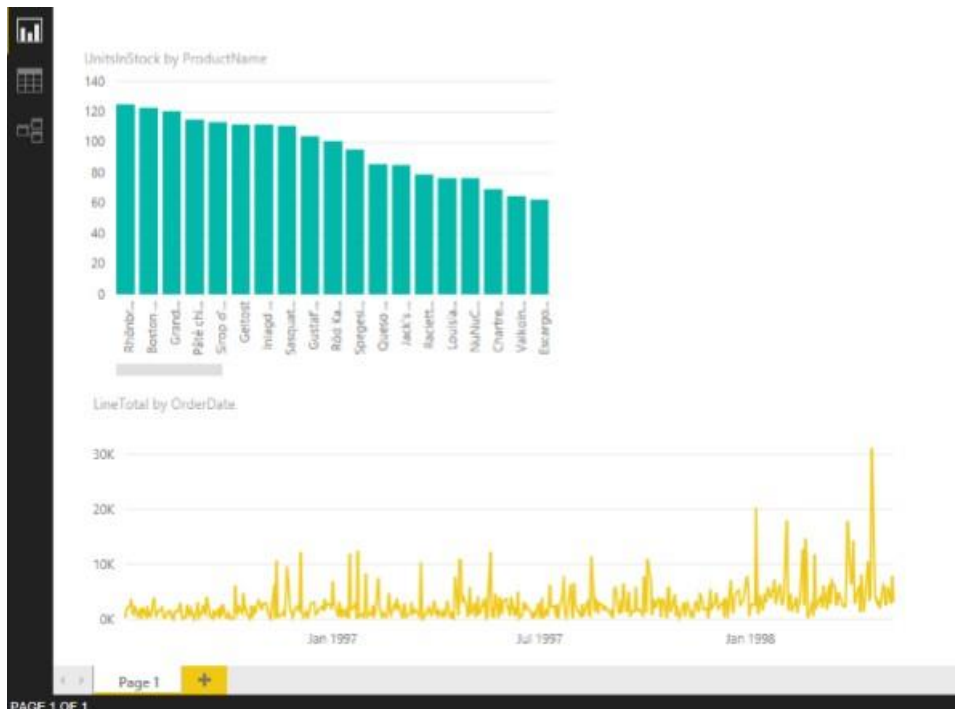 UnitsInStock by ProductName
140
120
100
80
60
40
20
0
Rhönbr...
Boston ...
Grand...
Pâté chi...
Sirop d'...
Geitost
Inlagd ...
Sasquat...
Gustaf'...
Röd Ka...
Spegesi...
Queso ...
Jack's ...
Raclett...
Louisia...
NuNuC...
Chartre...
Valkoin...
Escargo...
LineTotal by OrderDate
30K
20K
10K
0K
Jan 1997
Jul 1997
Jan 1998
Page 1
PAGE 1 OF 1